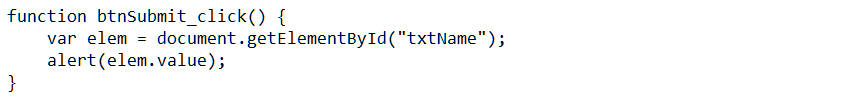 function btnSubmit_click() {
    var elem = document.getElementById("txtName");
    alert(elem.value);
}